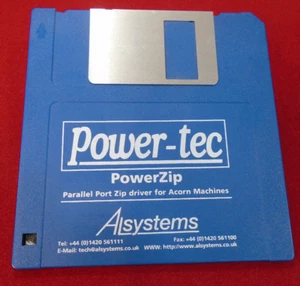 Power-tec
PowerZip
Parallel Port Zip driver for Acorn Machines
Alsystems
Tel: +44 (0)1420 561111 Fax: +44 (0)1420 561100
E-Mail: tech@alsystems.co.uk WWW: http://www.alsystems.co.uk